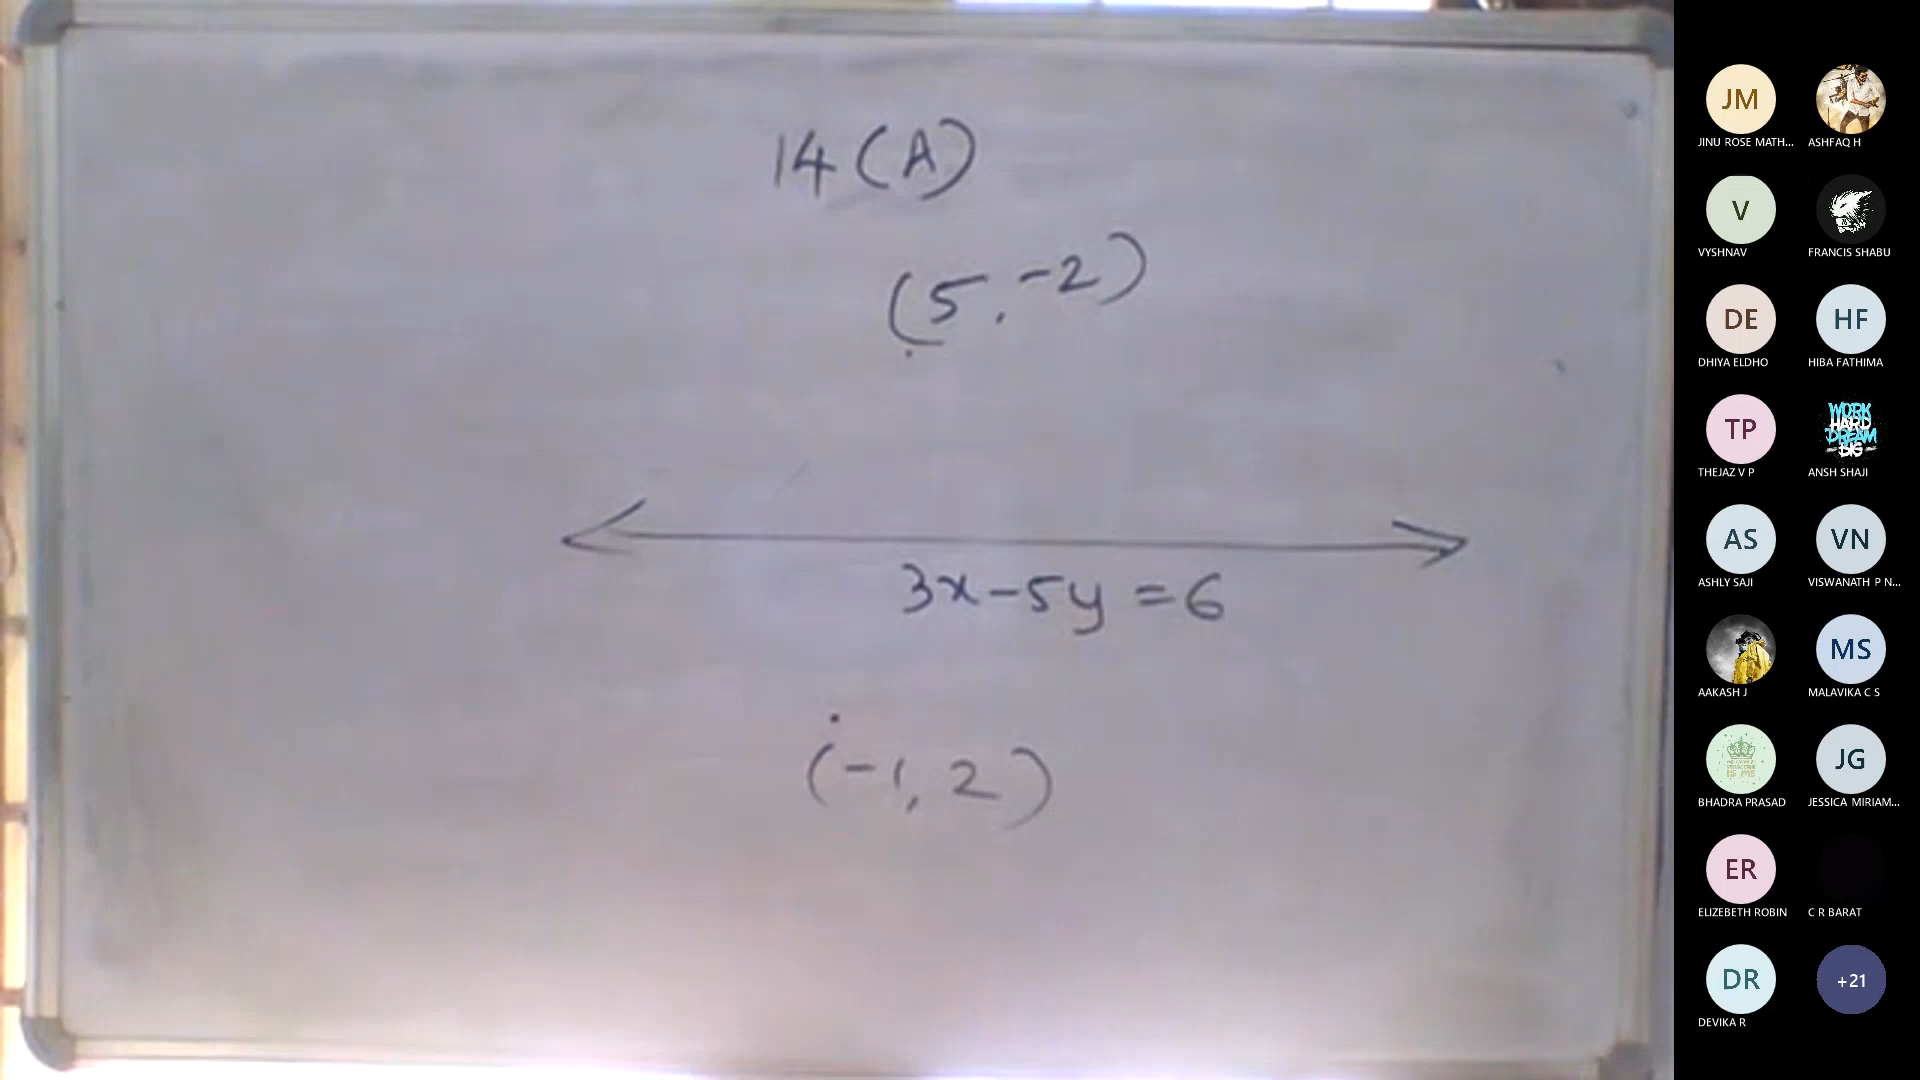 14 (A)
(5, -2)
3x - 5y = 6
(-1, 2)
JM
JINU ROSE MATH...
ASHFAQ H
V
VYSHNAV
FRANCIS SHABU
DE
DHIYA ELDHO
HF
HIBA FATHIMA
TP
THEJAZ V P
WORK
HARD
DREAM
BIG
ANSH SHAJI
AS
ASHLY SAJI
VN
VISWANATH P N...
AAKASH J
MS
MALAVIKA C S
BHADRA PRASAD
JG
JESSICA MIRIAM...
ER
ELIZEBETH ROBIN
C R BARAT
DR
DEVIKA R
+21